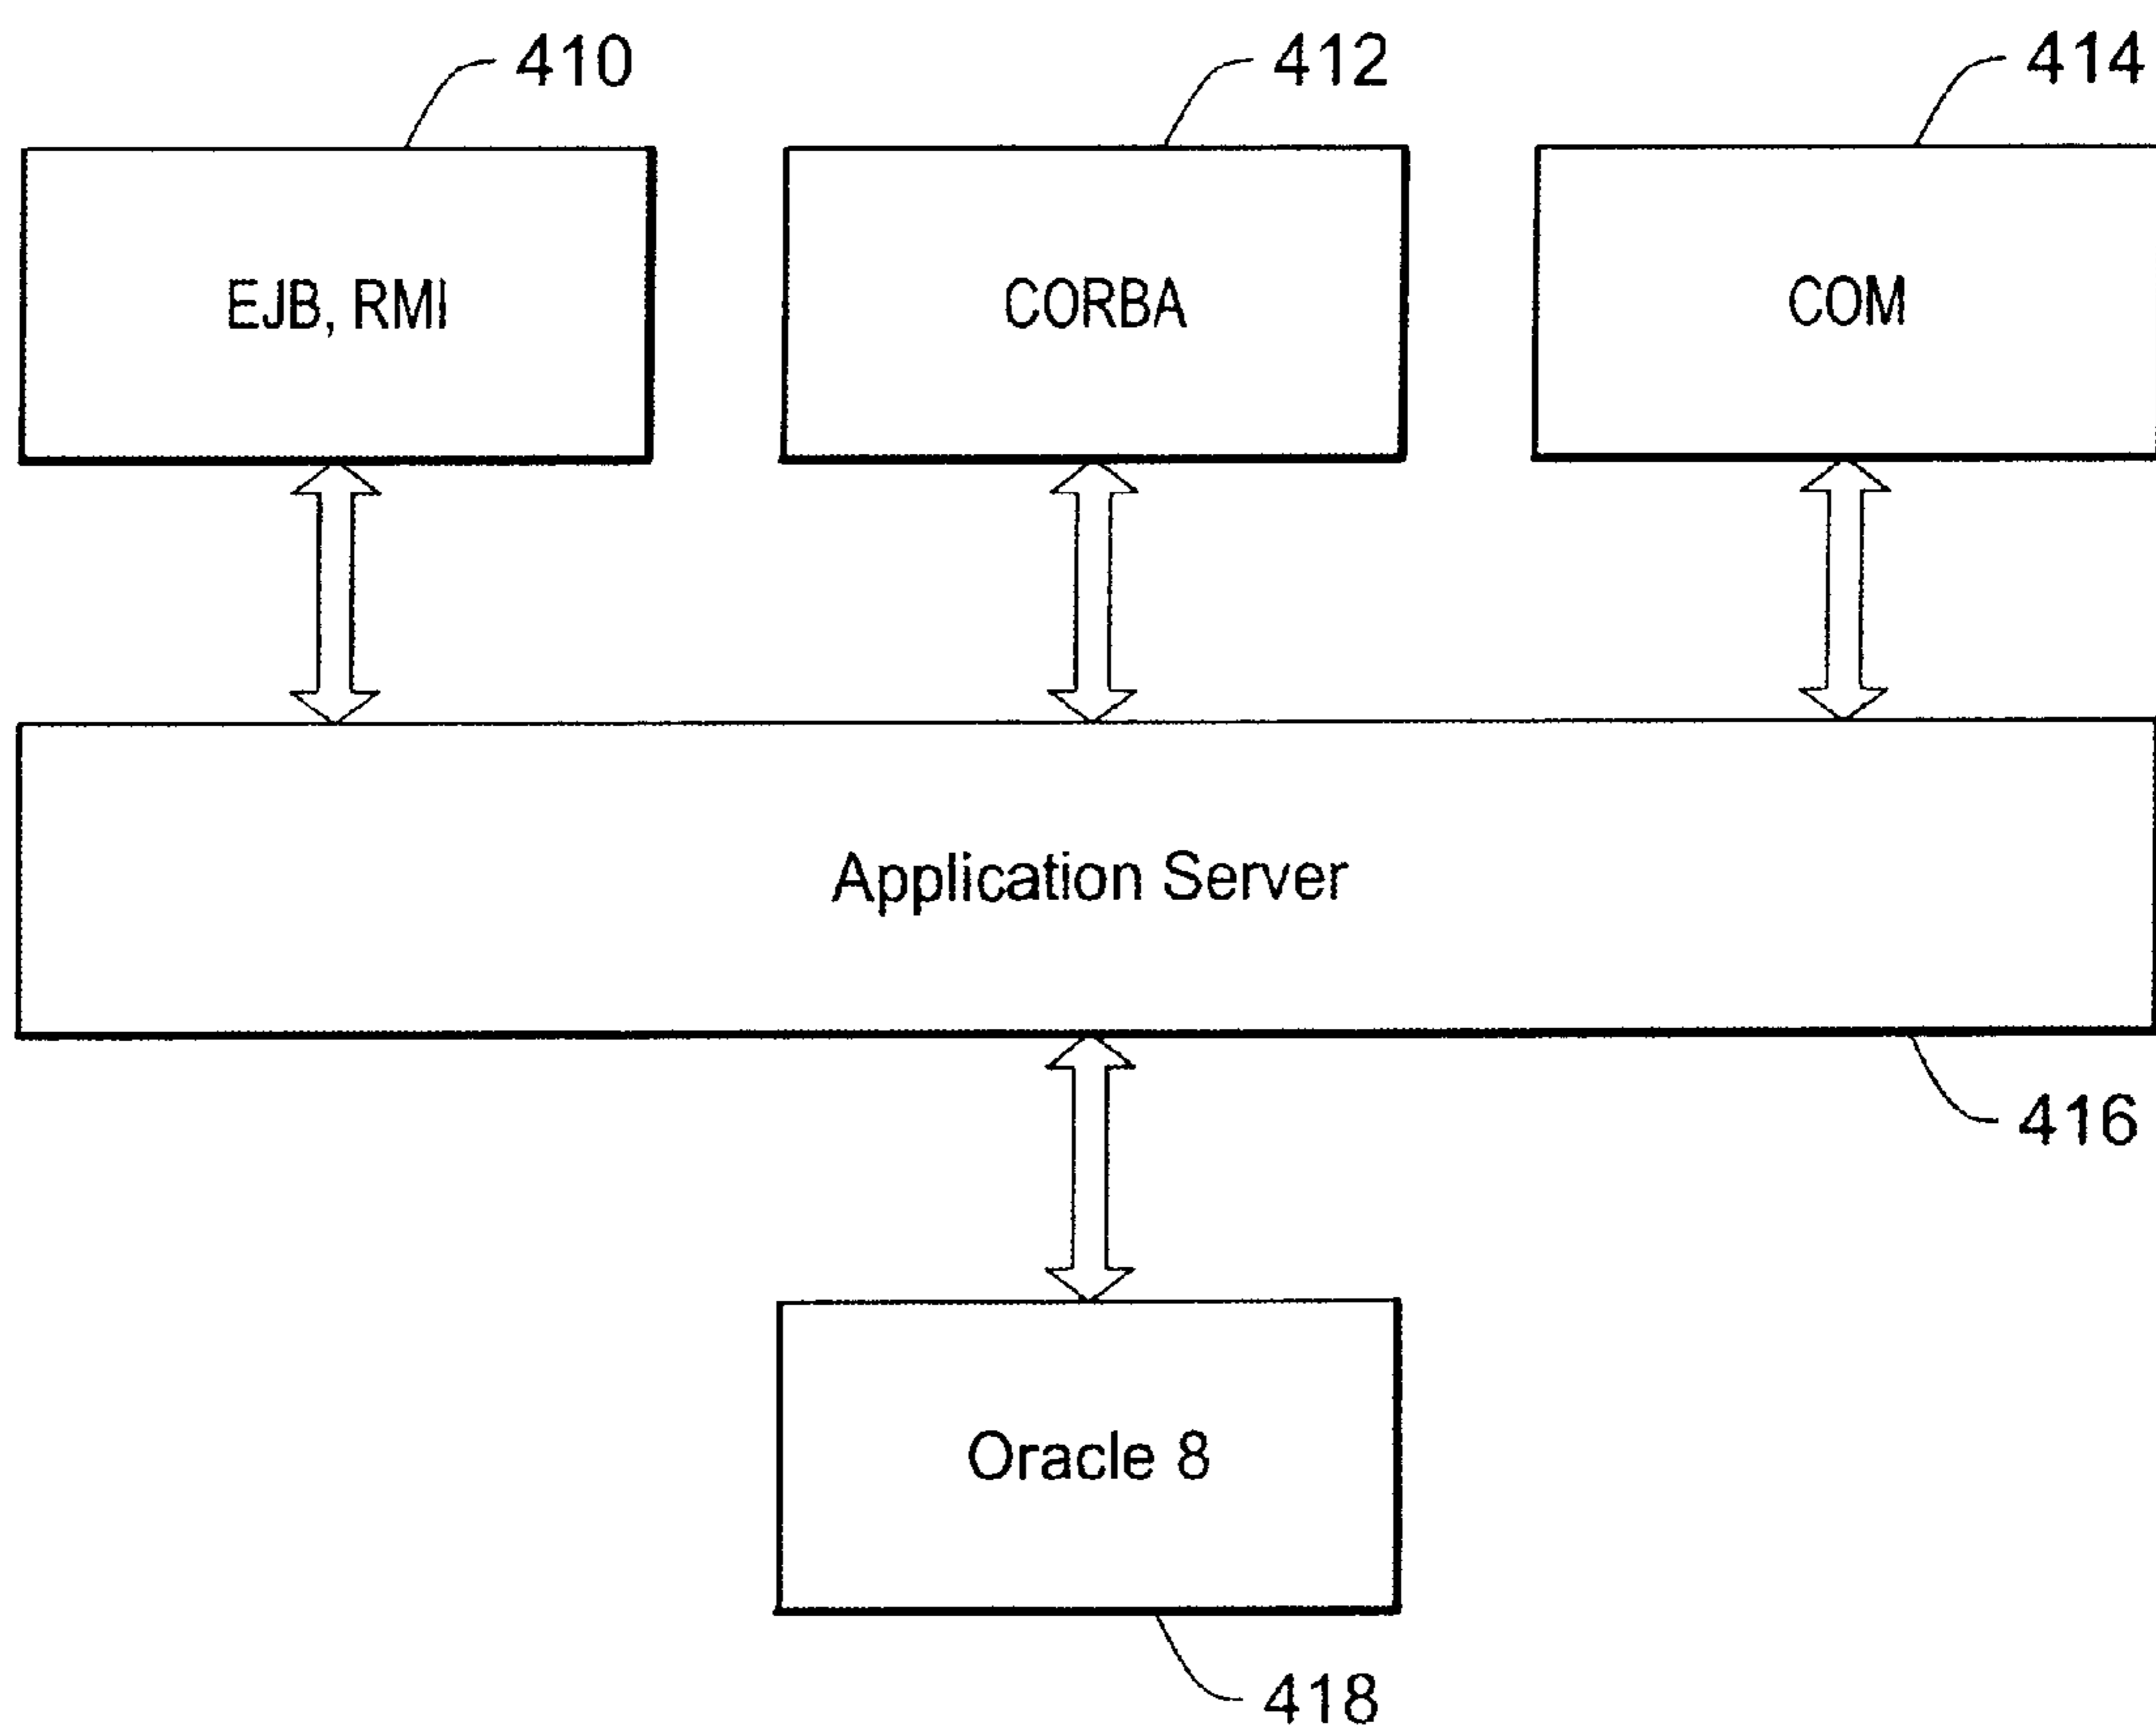 410
412
414
EJB, RMI
CORBA
COM
Application Server
416
Oracle 8
418